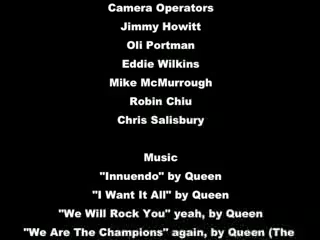 Camera Operators
Jimmy Howitt
Oli Portman
Eddie Wilkins
Mike McMurrough
Robin Chiu
Chris Salisbury
Music
"Innuendo" by Queen
"I Want It All" by Queen
"We Will Rock You" yeah, by Queen
"We Are The Champions" again, by Queen (The